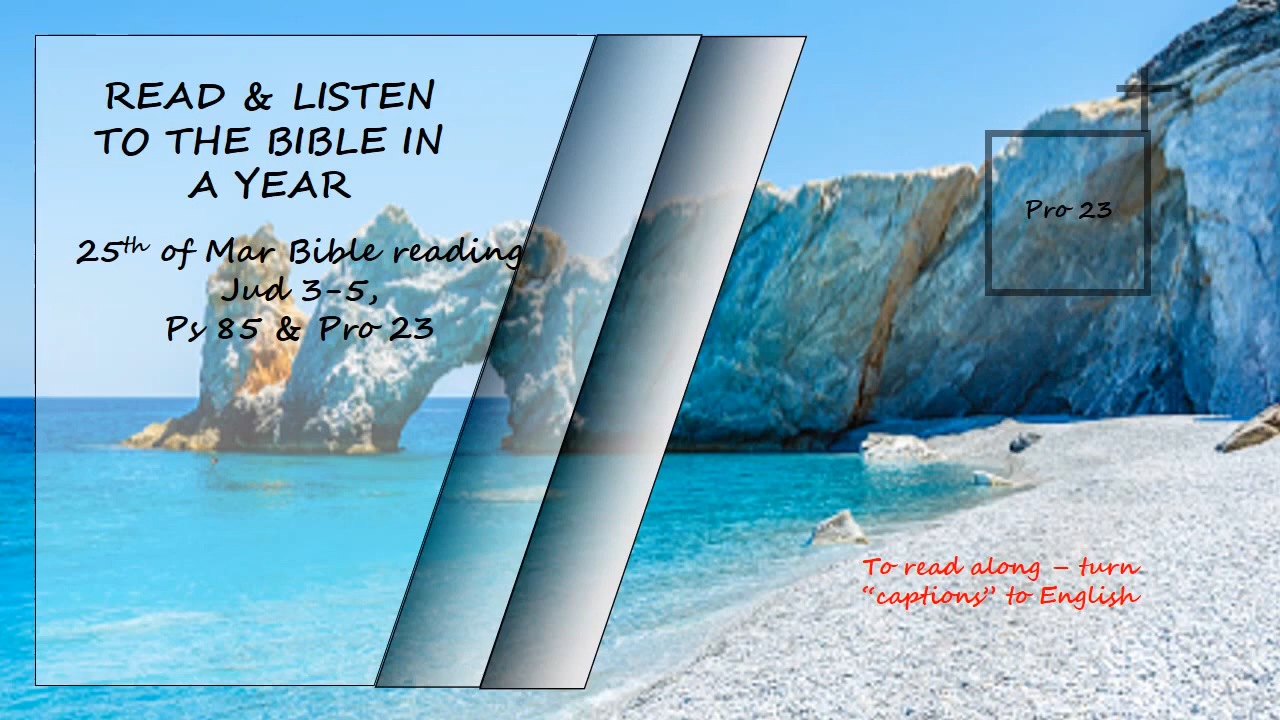 READ & LISTEN
TO THE BIBLE IN
A YEAR
25th of Mar Bible reading
Jud 3-5,
Ps 85 & Pro 23
Pro 23
To read along – turn
“captions” to English